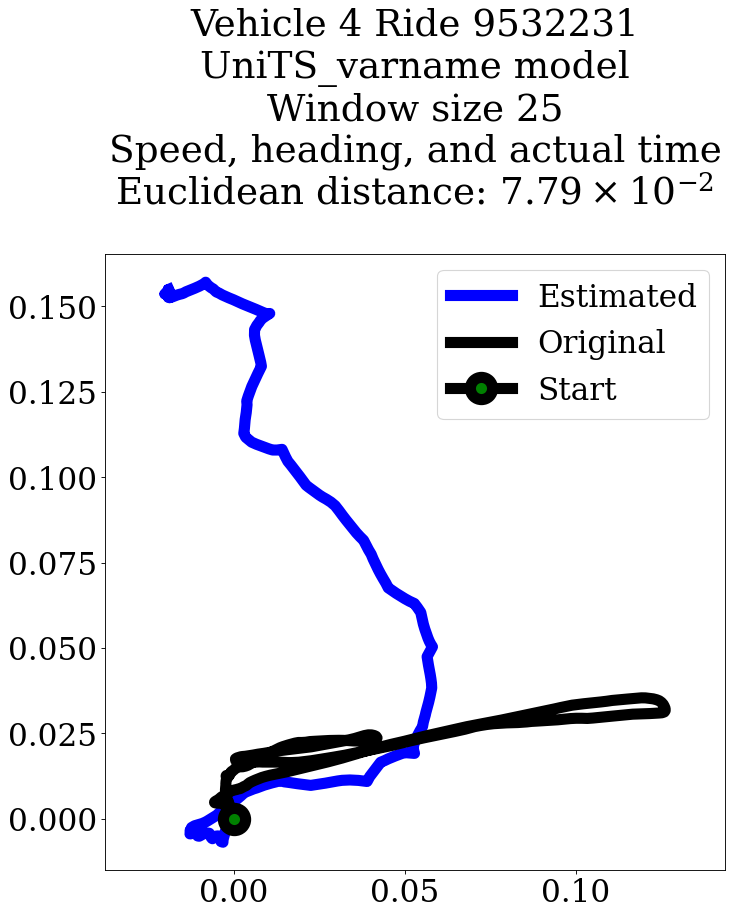 Vehicle 4 Ride 9532231
UniTS_varname model
Window size 25
Speed, heading, and actual time
Euclidean distance: 7.79 × 10⁻²
Estimated
Original
Start
0.150
0.125
0.100
0.075
0.050
0.025
0.000
0.00 0.05 0.10